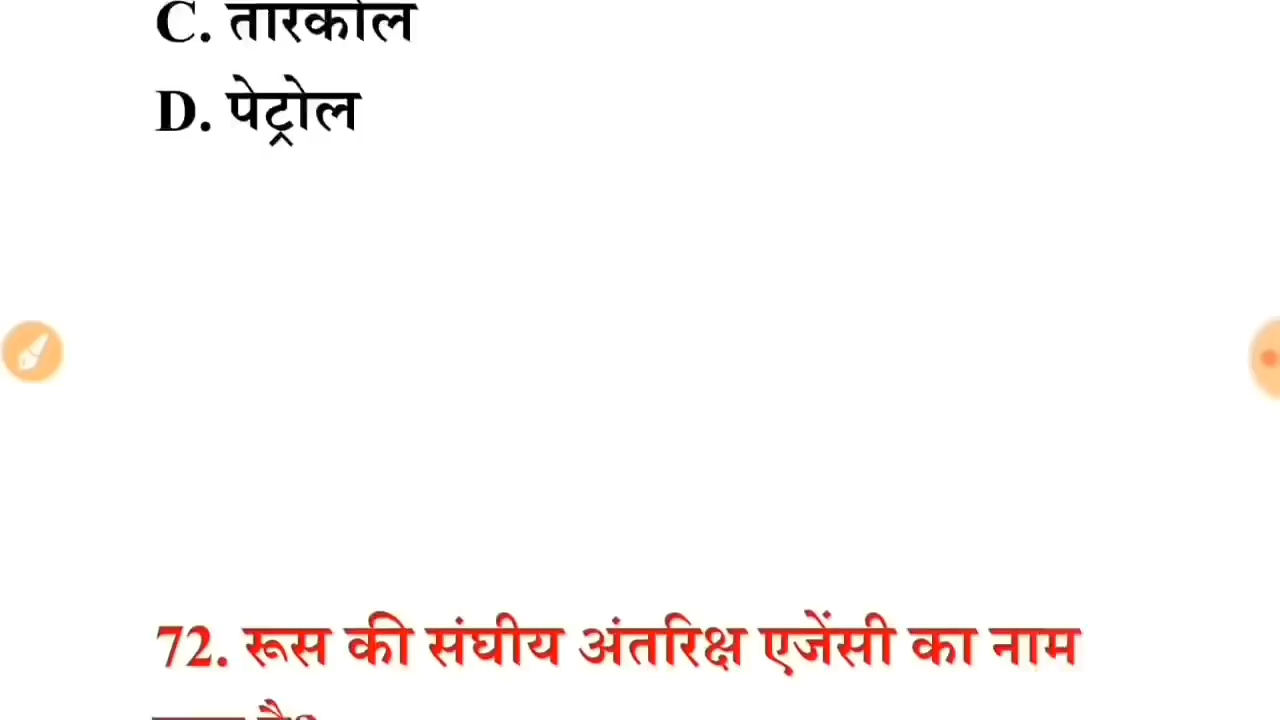 C. तारकोल
D. पेट्रोल
72. रूस की संघीय अंतरिक्ष एजेंसी का नाम
है?